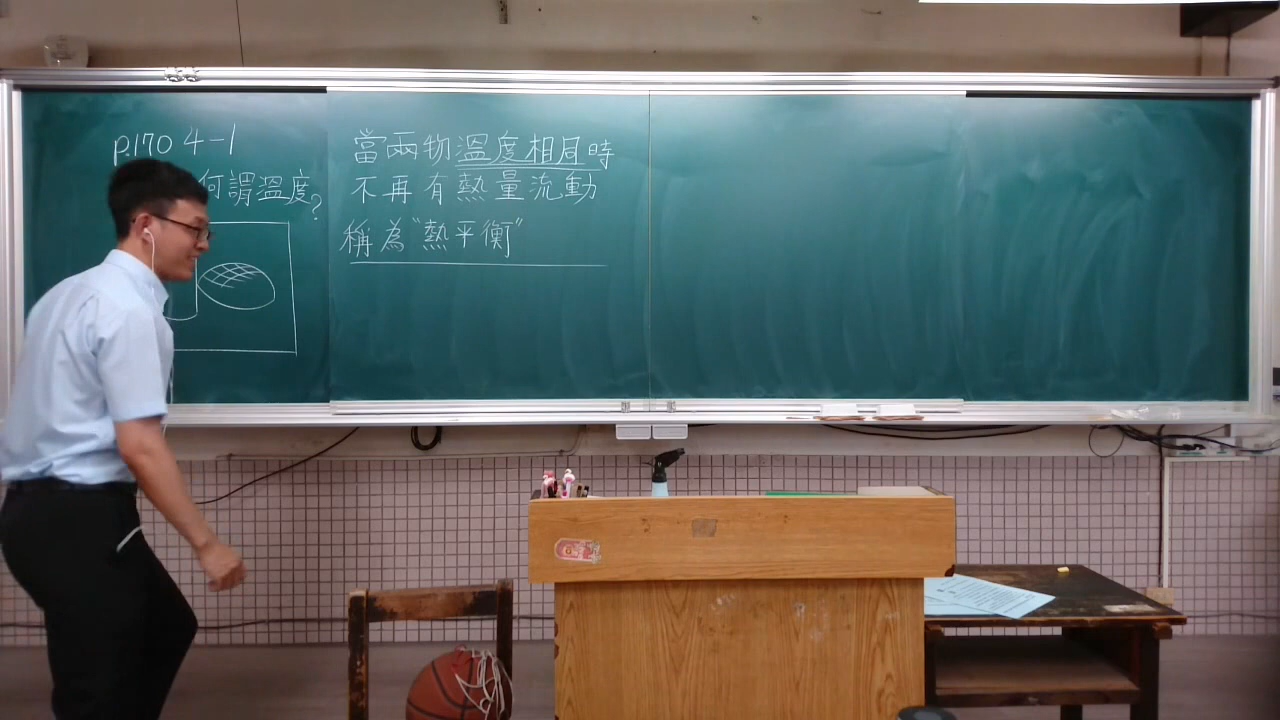 p.170 4-1
何謂溫度?
當兩物溫度相同時
不再有熱量流動
稱為"熱平衡"